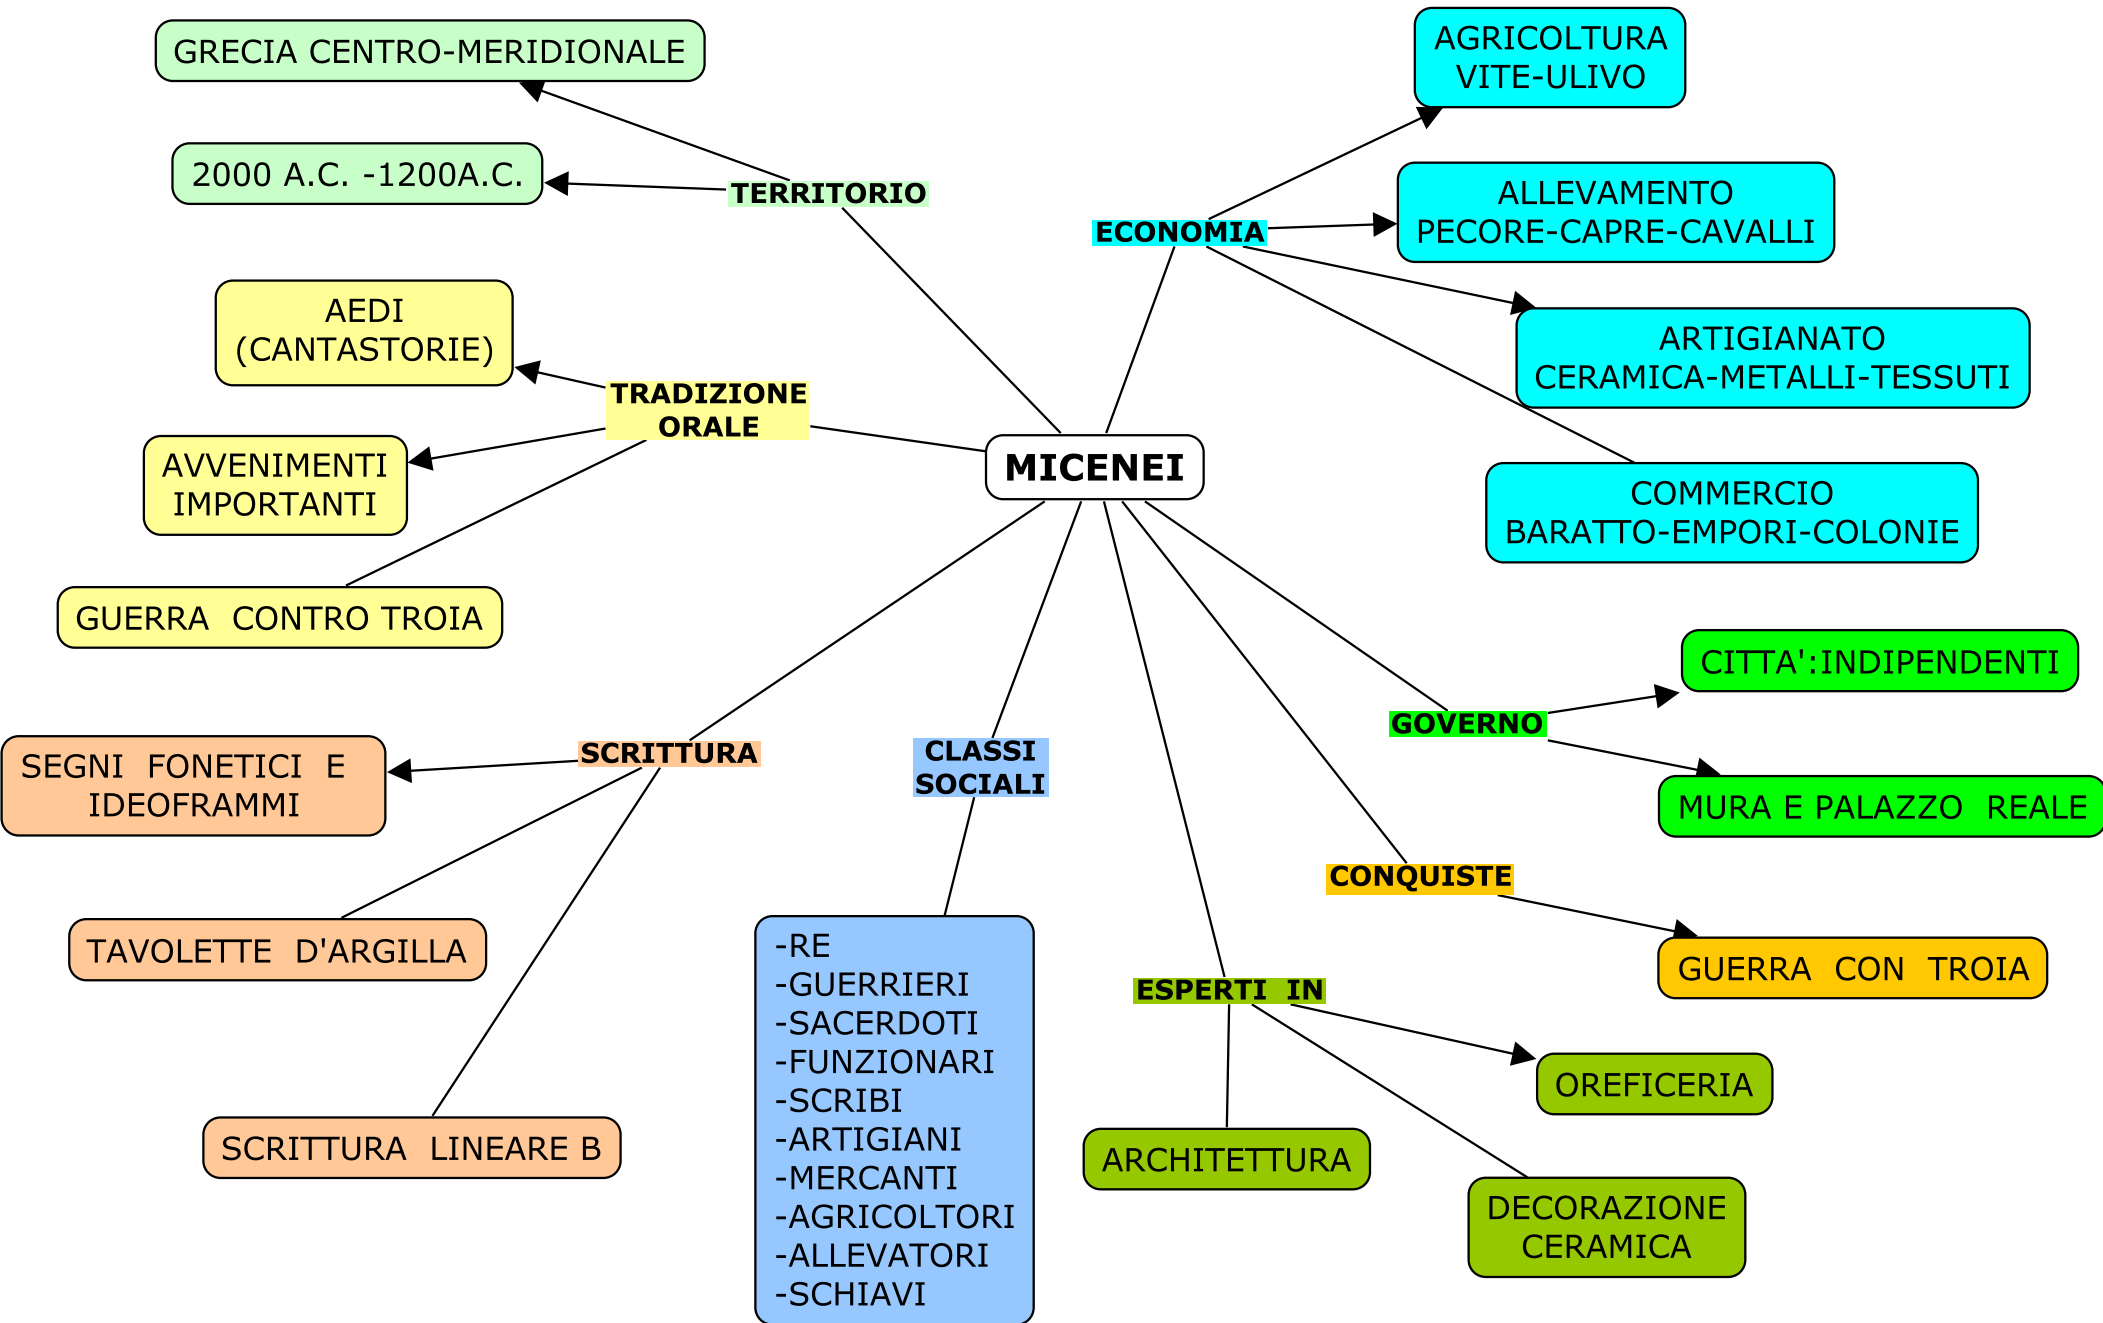 GRECIA CENTRO-MERIDIONALE
2000 A.C. -1200A.C.
TERRITORIO
AEDI
(CANTASTORIE)
TRADIZIONE
ORALE
AVVENIMENTI
IMPORTANTI
GUERRA  CONTRO TROIA
AGRICOLTURA
VITE-ULIVO
ALLEVAMENTO
PECORE-CAPRE-CAVALLI
ECONOMIA
ARTIGIANATO
CERAMICA-METALLI-TESSUTI
COMMERCIO
BARATTO-EMPORI-COLONIE
MICENEI
CITTA':INDIPENDENTI
GOVERNO
MURA E PALAZZO  REALE
CONQUISTE
GUERRA  CON  TROIA
SCRITTURA
SEGNI  FONETICI  E
IDEOFRAMMI
TAVOLETTE  D'ARGILLA
SCRITTURA  LINEARE B
CLASSI
SOCIALI
-RE
-GUERRIERI
-SACERDOTI
-FUNZIONARI
-SCRIBI
-ARTIGIANI
-MERCANTI
-AGRICOLTORI
-ALLEVATORI
-SCHIAVI
ESPERTI  IN
OREFICERIA
ARCHITETTURA
DECORAZIONE
CERAMICA